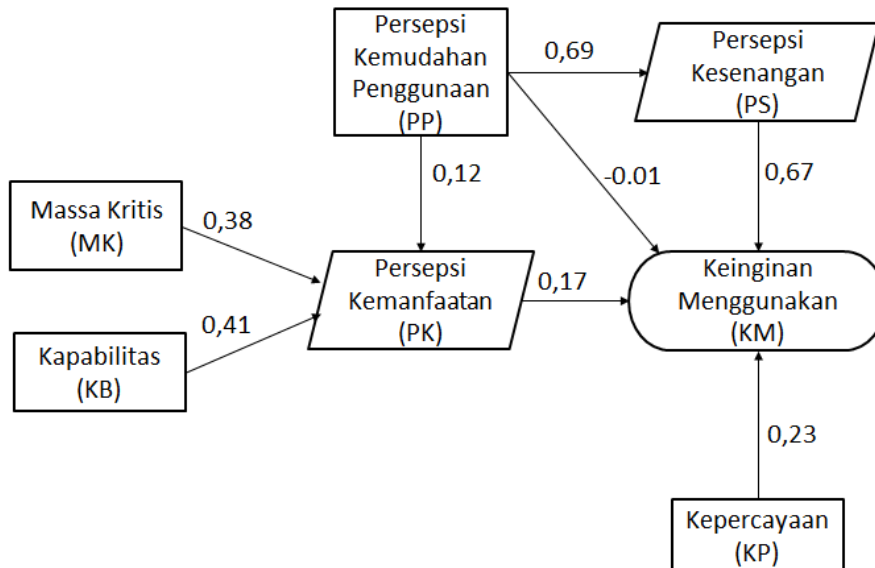 Persepsi
Kemudahan
Penggunaan
(PP)
0,69
Persepsi
Kesenangan
(PS)
0,12
-0.01
0,67
Massa Kritis
(MK)
0,38
Persepsi
Kemanfaatan
(PK)
0,17
Keinginan
Menggunakan
(KM)
Kapabilitas
(KB)
0,41
0,23
Kepercayaan
(KP)